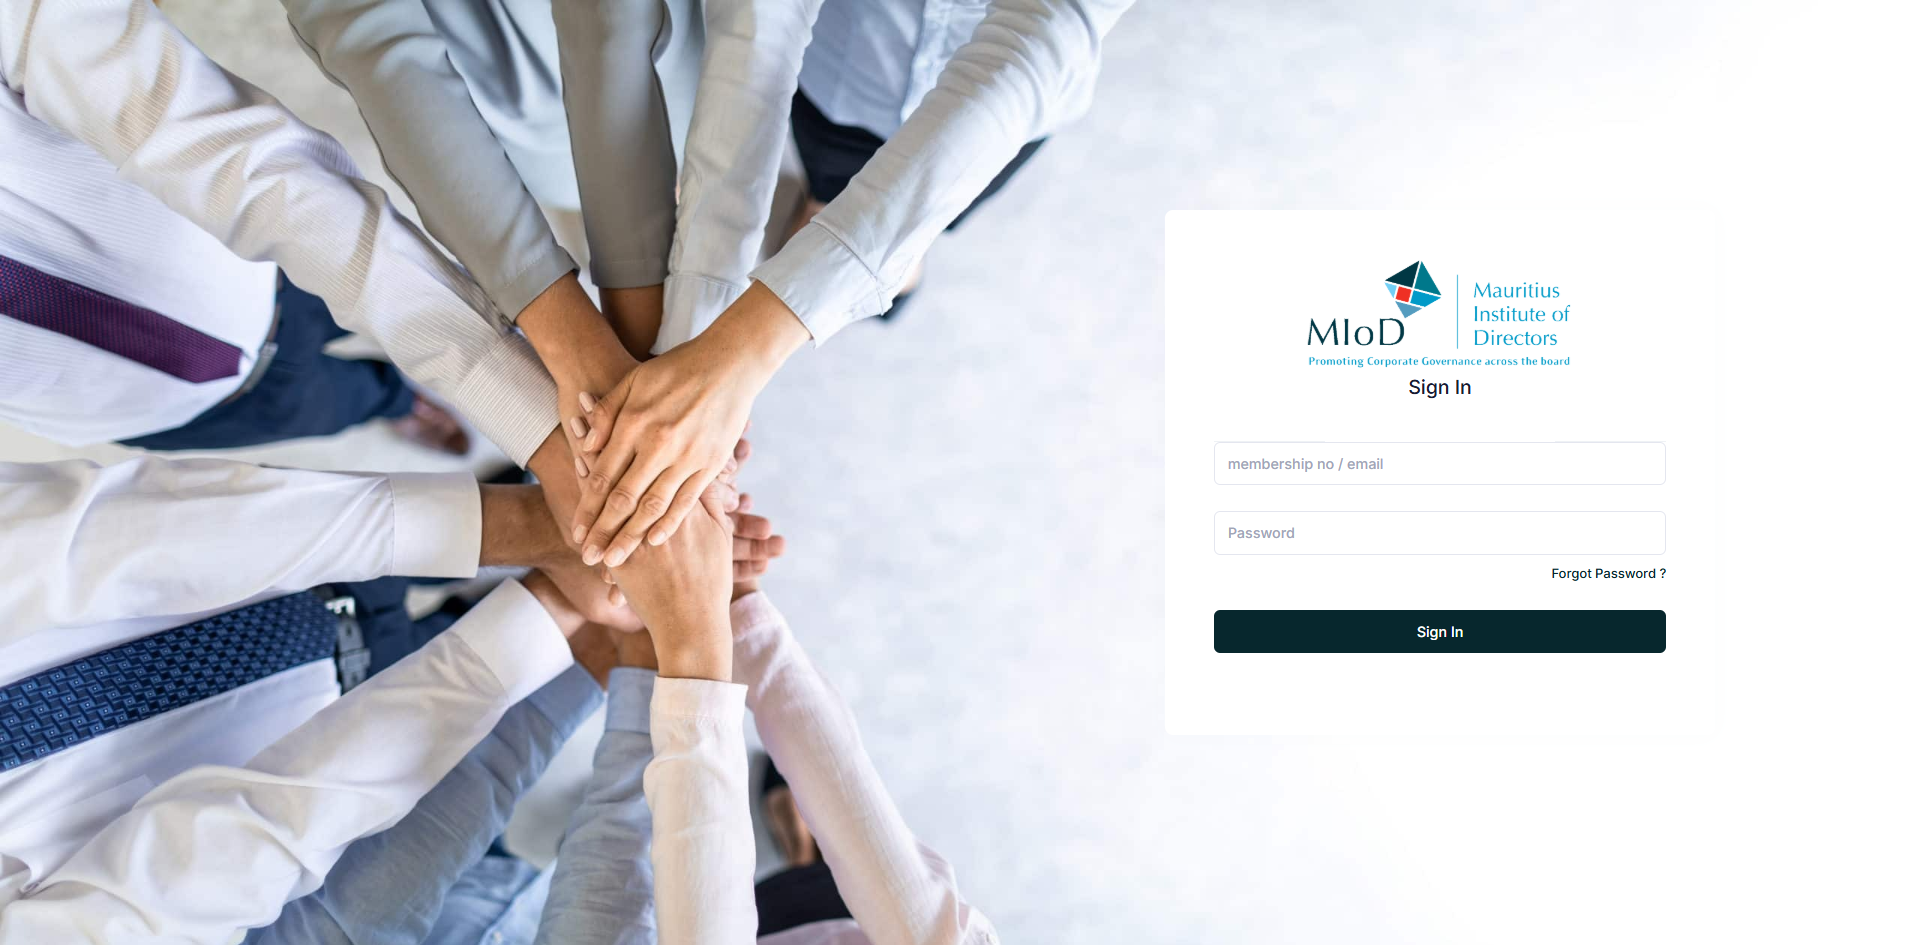 MIoD
Mauritius
Institute of
Directors
Promoting Corporate Governance across the board
Sign In
membership no / email
Password
Forgot Password ?
Sign In